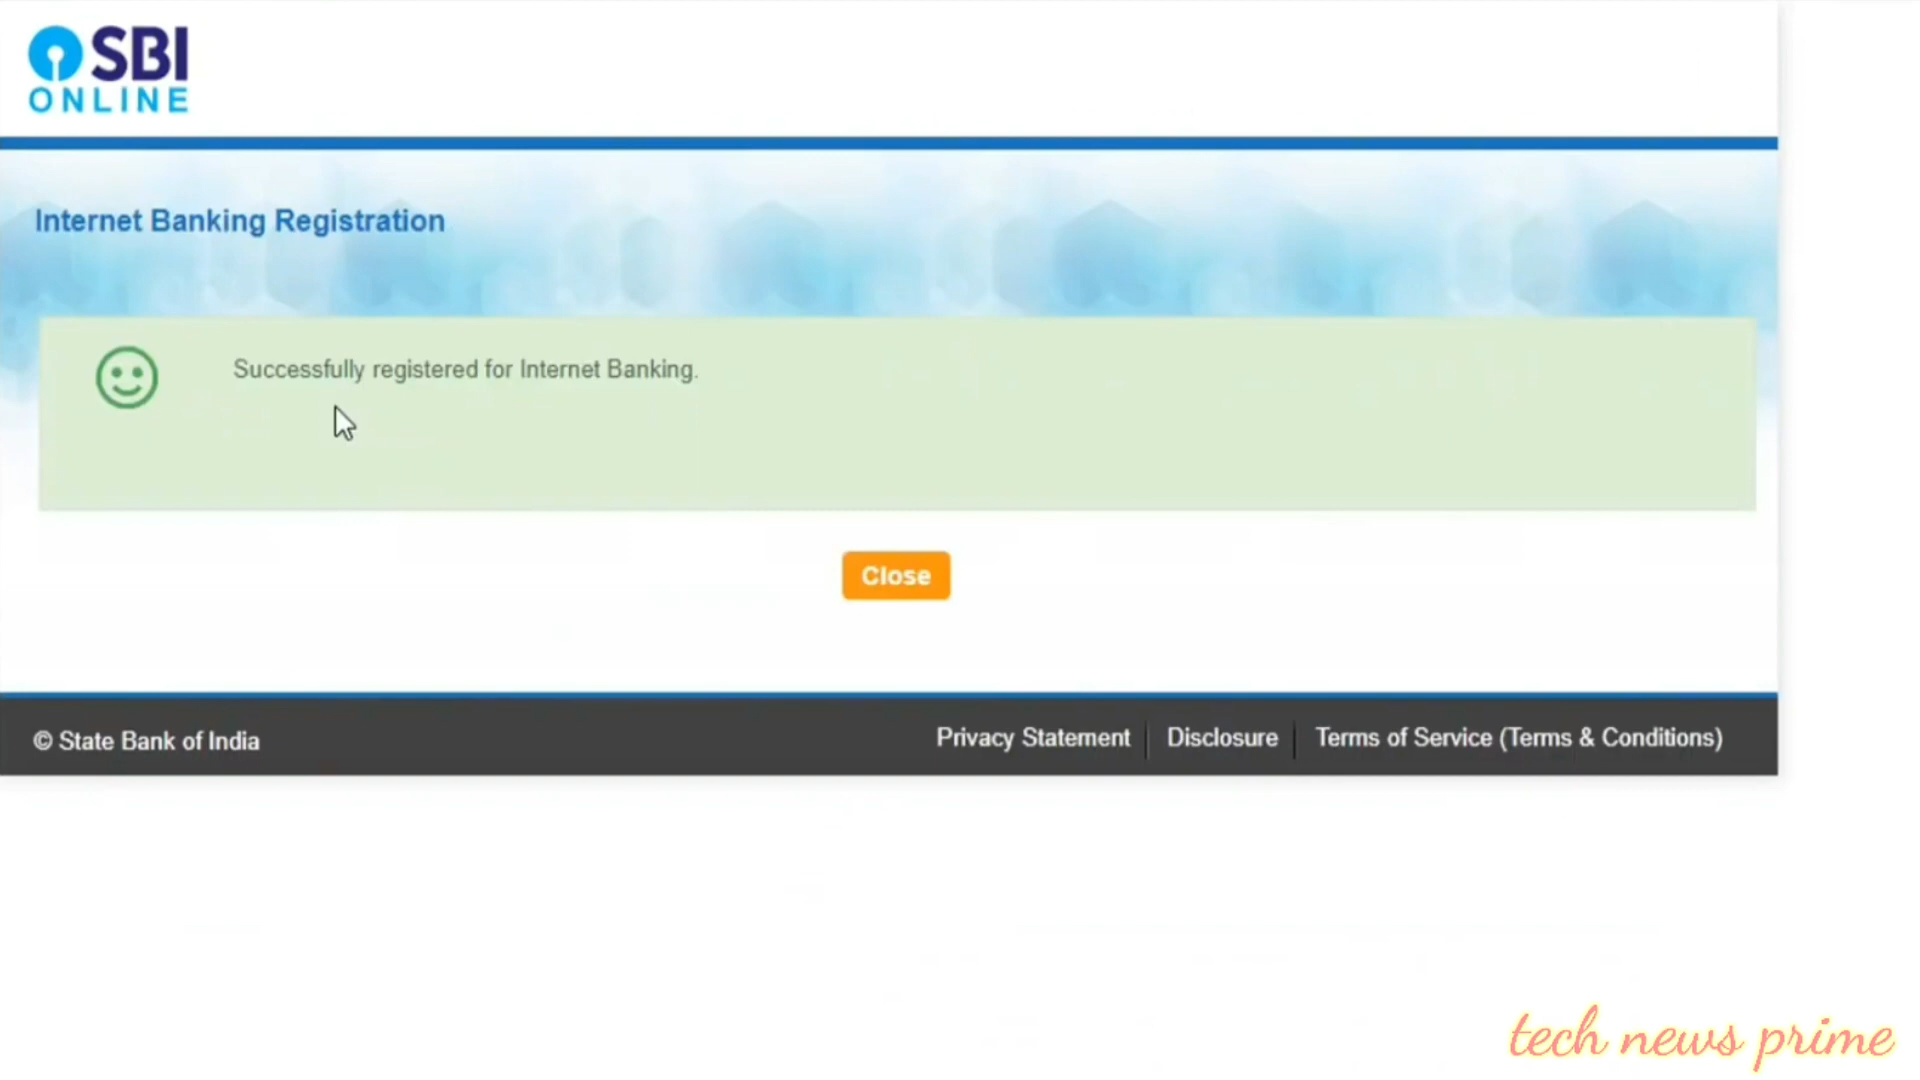 SBI
ONLINE
Internet Banking Registration
Successfully registered for Internet Banking.
Close
© State Bank of India
Privacy Statement
Disclosure
Terms of Service (Terms & Conditions)
tech news prime